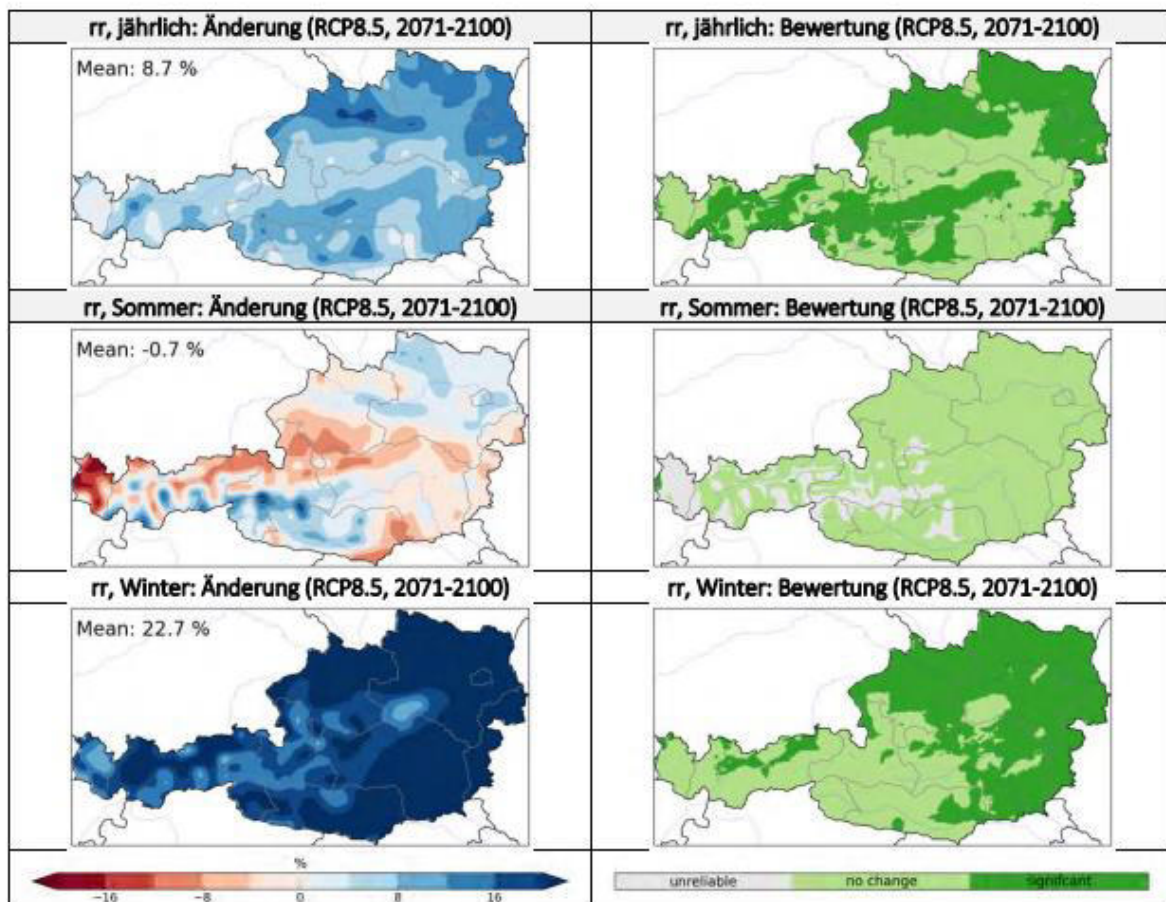 rr, jährlich: Änderung (RCP8.5, 2071-2100)
rr, jährlich: Bewertung (RCP8.5, 2071-2100)
Mean: 8.7 %
rr, Sommer: Änderung (RCP8.5, 2071-2100)
rr, Sommer: Bewertung (RCP8.5, 2071-2100)
Mean: -0.7 %
rr, Winter: Änderung (RCP8.5, 2071-2100)
rr, Winter: Bewertung (RCP8.5, 2071-2100)
Mean: 22.7 %
%
−16 −8 0 8 16
unreliable no change signifcant